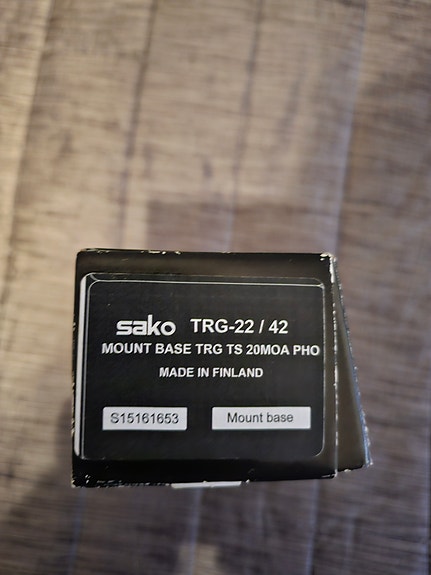 sako TRG-22 / 42
MOUNT BASE TRG TS 20MOA PHO
MADE IN FINLAND
S15161653 Mount base